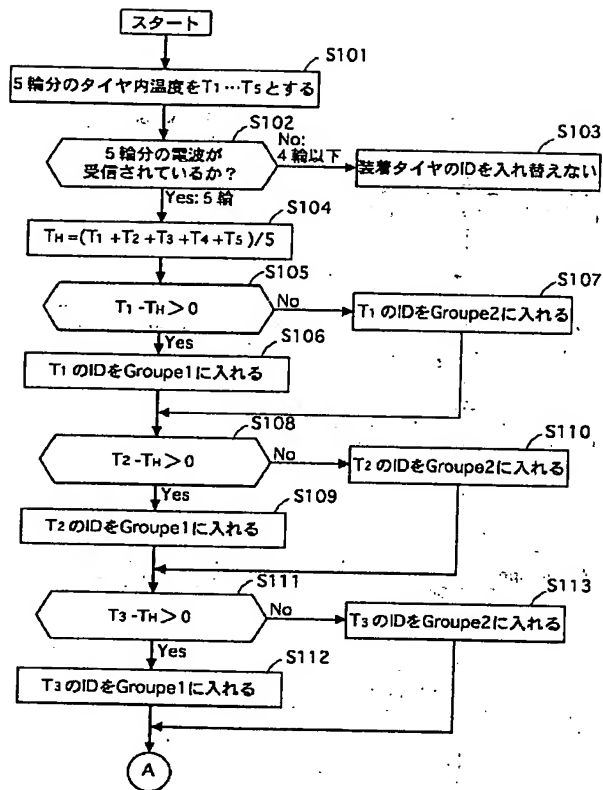 スタート
S101
5輪分のタイヤ内温度をT1…T5とする
S102
5輪分の電波が
受信されているか?
No:
4輪以下
S103
装着タイヤのIDを入れ替えない
Yes: 5輪
S104
TH=(T1+T2+T3+T4+T5)/5
S105
T1-TH>0
No
S107
T1のIDをGroupe2に入れる
Yes
S106
T1のIDをGroupe1に入れる
S108
T2-TH>0
No
S110
T2のIDをGroupe2に入れる
Yes
S109
T2のIDをGroupe1に入れる
S111
T3-TH>0
No
S113
T3のIDをGroupe2に入れる
Yes
S112
T3のIDをGroupe1に入れる
A